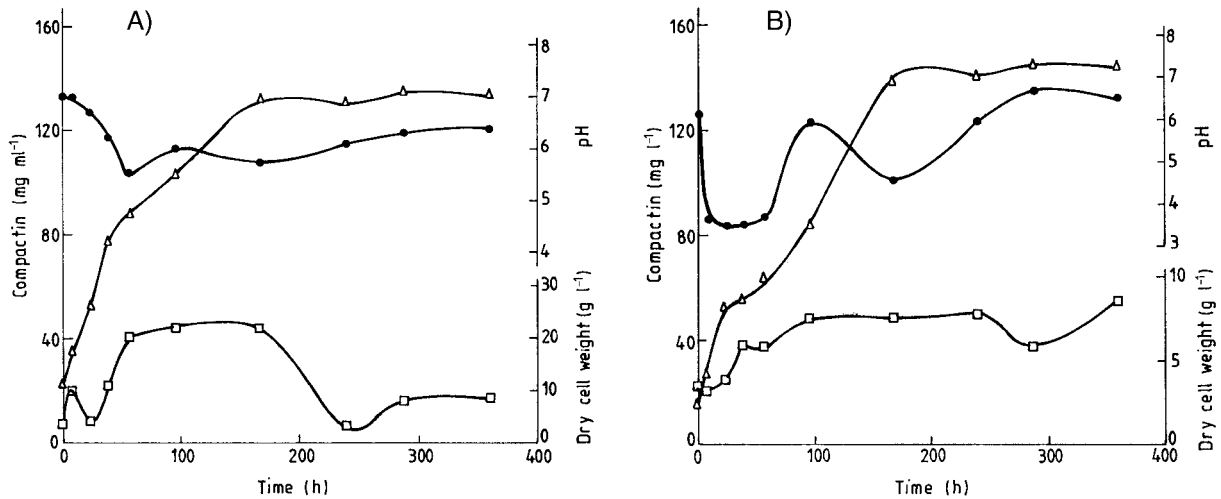 A)
160
120
80
40
0
Compactin (mg ml⁻¹)
8
7
6
5
4
pH
30
20
10
0
Dry cell weight (g l⁻¹)
0 100 200 300 400
Time (h)
B)
160
120
80
40
0
Compactin (mg l⁻¹)
8
7
6
5
4
3
pH
10
5
0
Dry cell weight (g l⁻¹)
0 100 200 300 400
Time (h)